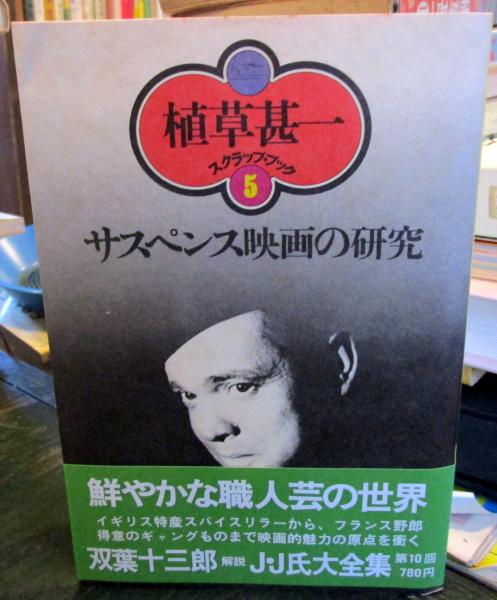 植草甚一
スクラップ・ブック
5
サスペンス映画の研究
鮮やかな職人芸の世界
イギリス特産スパイスリラーから、フランス野郎
得意のギャングものまで映画的魅力の原点を衝く
双葉十三郎 解説 J・J氏大全集 第10回
780円